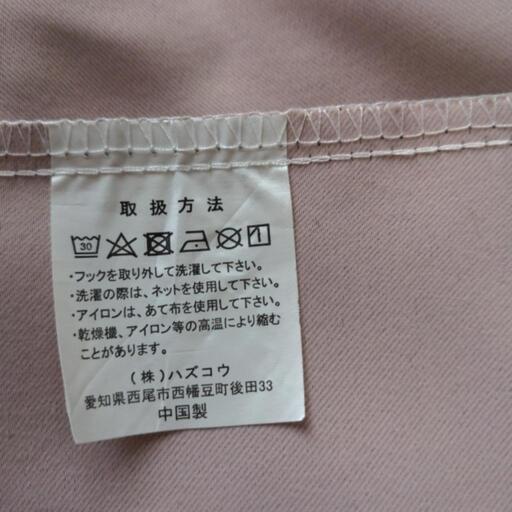 取扱方法
30
・フックを取り外して洗濯して下さい。
・洗濯の際は、ネットを使用して下さい。
・アイロンは、あて布を使用して下さい。
・乾燥機、アイロン等の高温により縮む
ことがあります。
(株)ハズコウ
愛知県西尾市西幡豆町後田33
中国製